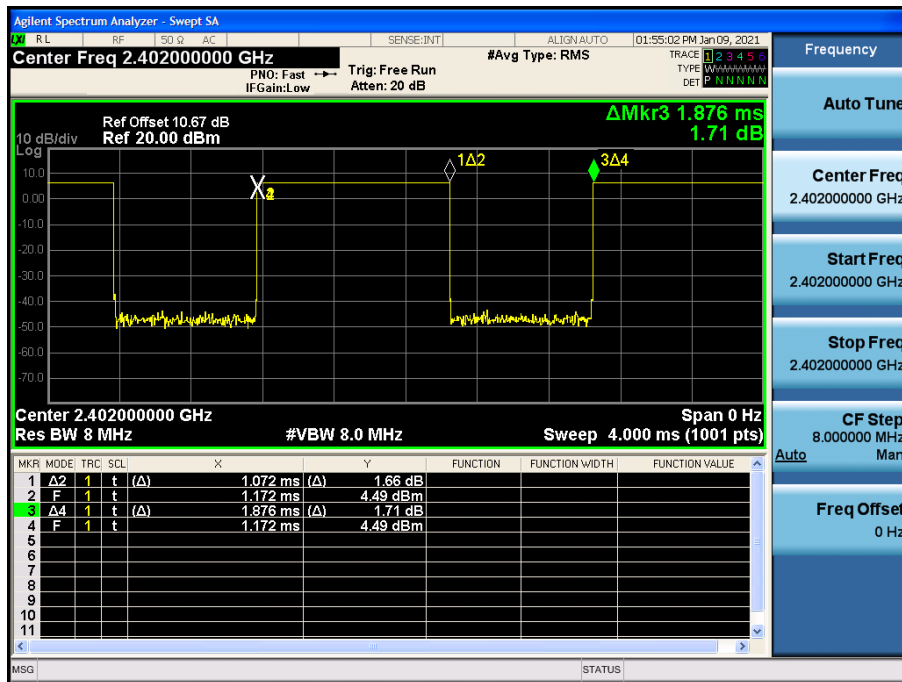 Agilent Spectrum Analyzer - Swept SA
LXI RL RF 50 Ω AC SENSE:INT ALIGN AUTO 01:55:02 PM Jan 09, 2021
Center Freq 2.402000000 GHz #Avg Type: RMS TRACE 1 2 3 4 5 6
PNO: Fast Trig: Free Run TYPE WWWWWW
IFGain:Low Atten: 20 dB DET P N N N N N
Ref Offset 10.67 dB ΔMkr3 1.876 ms
10 dB/div Ref 20.00 dBm 1.71 dB
Log
1Δ2 3Δ4
10.0
0.00
-10.0
-20.0
-30.0
-40.0
-50.0
-60.0
-70.0
Center 2.402000000 GHz Span 0 Hz
Res BW 8 MHz #VBW 8.0 MHz Sweep 4.000 ms (1001 pts)
MKR MODE TRC SCL X Y FUNCTION FUNCTION WIDTH FUNCTION VALUE
1 Δ2 1 t (Δ) 1.072 ms (Δ) 1.66 dB
2 F 1 t 1.172 ms 4.49 dBm
3 Δ4 1 t (Δ) 1.876 ms (Δ) 1.71 dB
4 F 1 t 1.172 ms 4.49 dBm
5
6
7
8
9
10
11
MSG STATUS
Frequency
Auto Tune
Center Freq
2.402000000 GHz
Start Freq
2.402000000 GHz
Stop Freq
2.402000000 GHz
CF Step
8.000000 MHz
Auto Man
Freq Offset
0 Hz